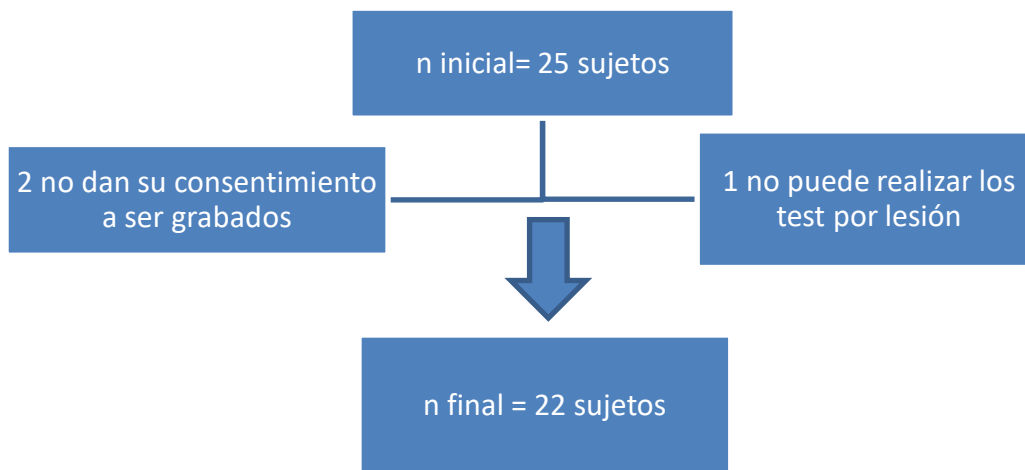 n inicial= 25 sujetos
2 no dan su consentimiento
a ser grabados
1 no puede realizar los
test por lesión
n final = 22 sujetos